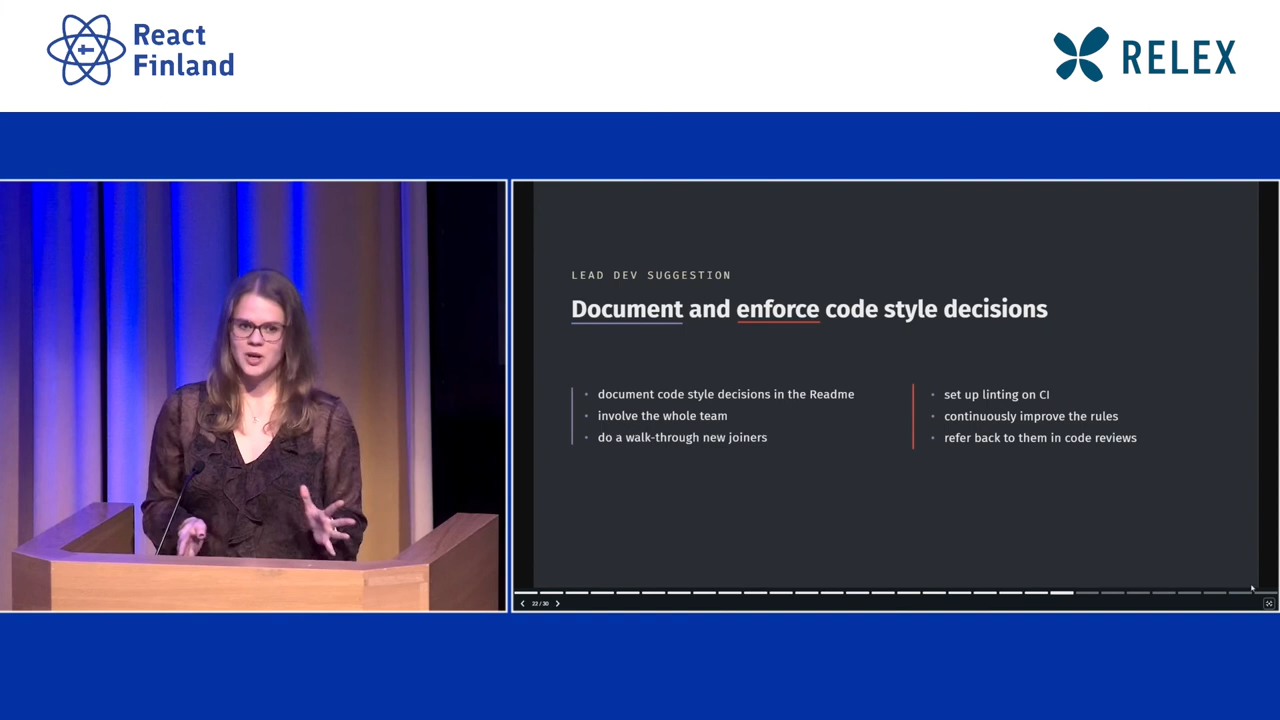 React
Finland
RELEX
LEAD DEV SUGGESTION
Document and enforce code style decisions
document code style decisions in the Readme
involve the whole team
do a walk-through new joiners
set up linting on CI
continuously improve the rules
refer back to them in code reviews
22 / 30